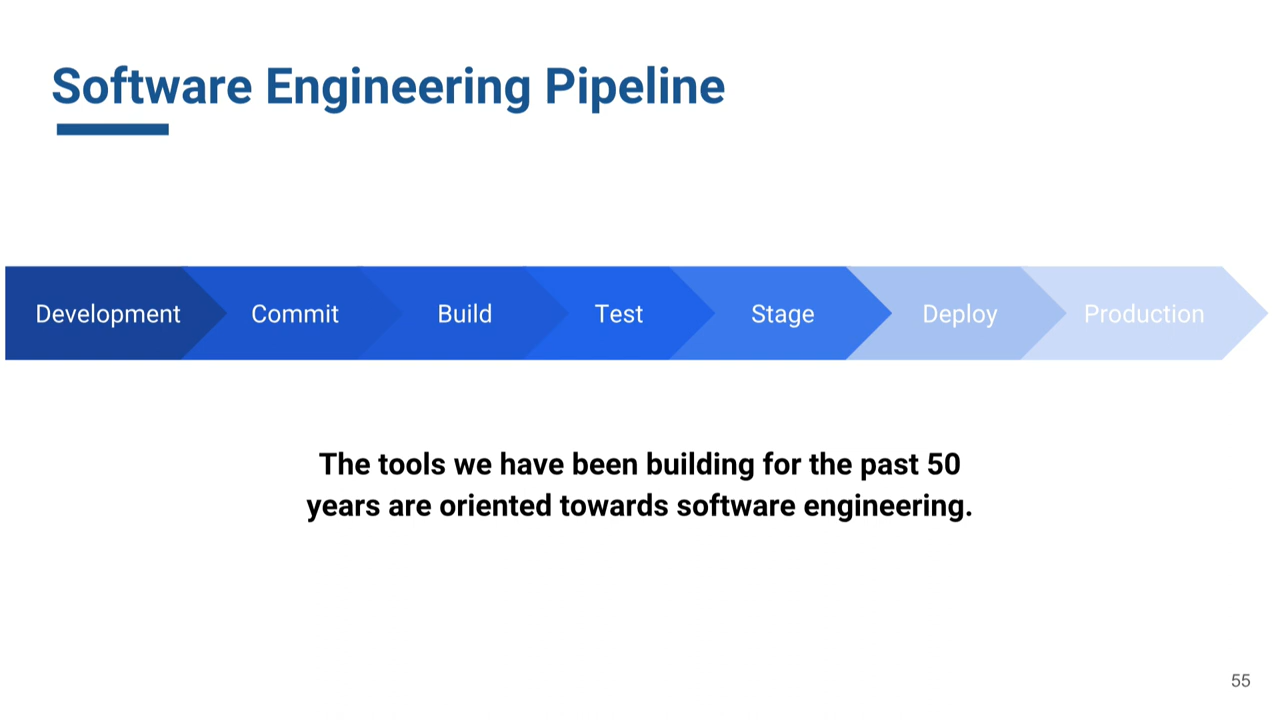 Software Engineering Pipeline
Development
Commit
Build
Test
Stage
Deploy
Production
The tools we have been building for the past 50
years are oriented towards software engineering.
55